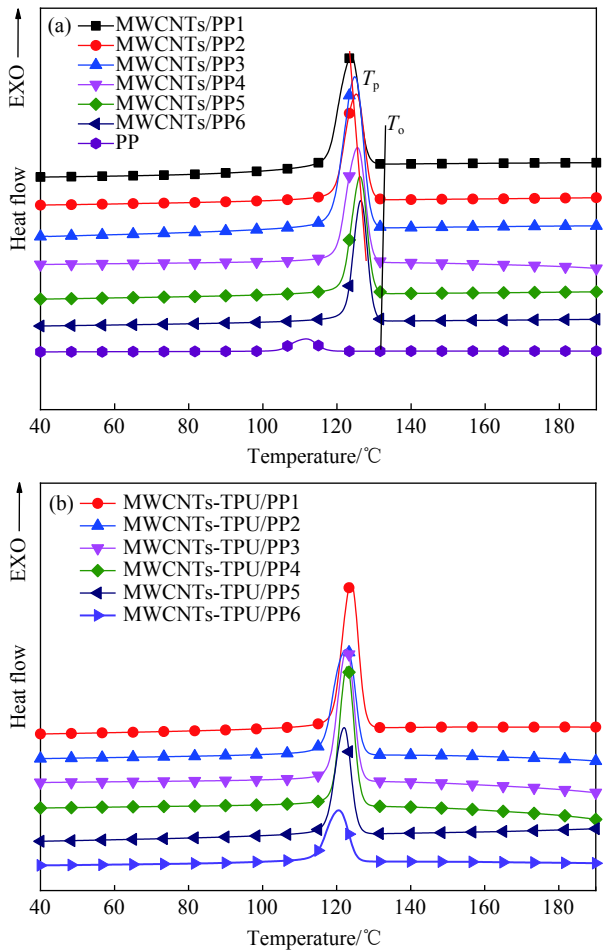 (a)
MWCNTs/PP1
MWCNTs/PP2
MWCNTs/PP3
MWCNTs/PP4
MWCNTs/PP5
MWCNTs/PP6
PP
Tp
To
EXO
Heat flow
40 60 80 100 120 140 160 180
Temperature/℃
(b)
MWCNTs-TPU/PP1
MWCNTs-TPU/PP2
MWCNTs-TPU/PP3
MWCNTs-TPU/PP4
MWCNTs-TPU/PP5
MWCNTs-TPU/PP6
EXO
Heat flow
40 60 80 100 120 140 160 180
Temperature/℃